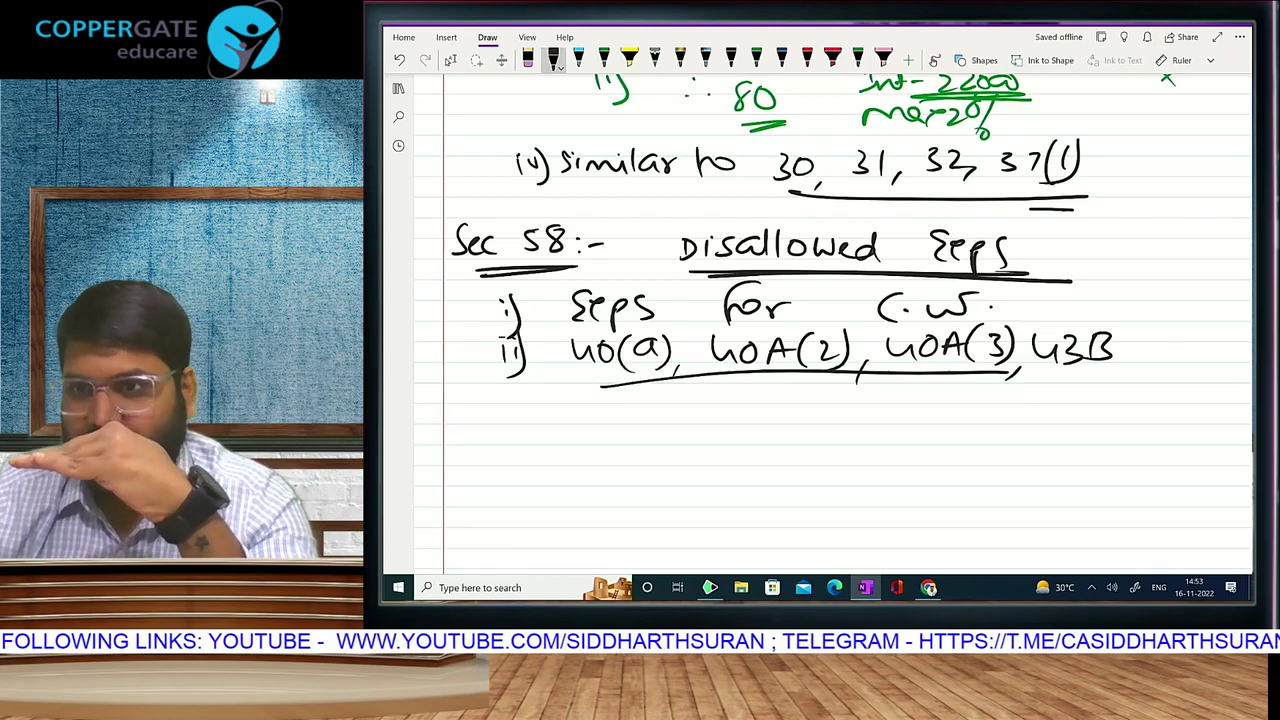 COPPERGATE
educare
Home Insert Draw View Help Saved offline Share
Shapes Ink to Shape Ink to Text Ruler
ii) ∴ 80 Int - 22000 x
max 20%
iv) similar to 30, 31, 32, 37(1)
Sec 58:- Disallowed Exps
i) Exps for C.W.
ii) 40(a), 40A(2), 40A(3), 43B
Type here to search 30°C ENG 14:53
16-11-2022
FOLLOWING LINKS: YOUTUBE - WWW.YOUTUBE.COM/SIDDHARTHSURAN ; TELEGRAM - HTTPS://T.ME/CASIDDHARTHSURAN